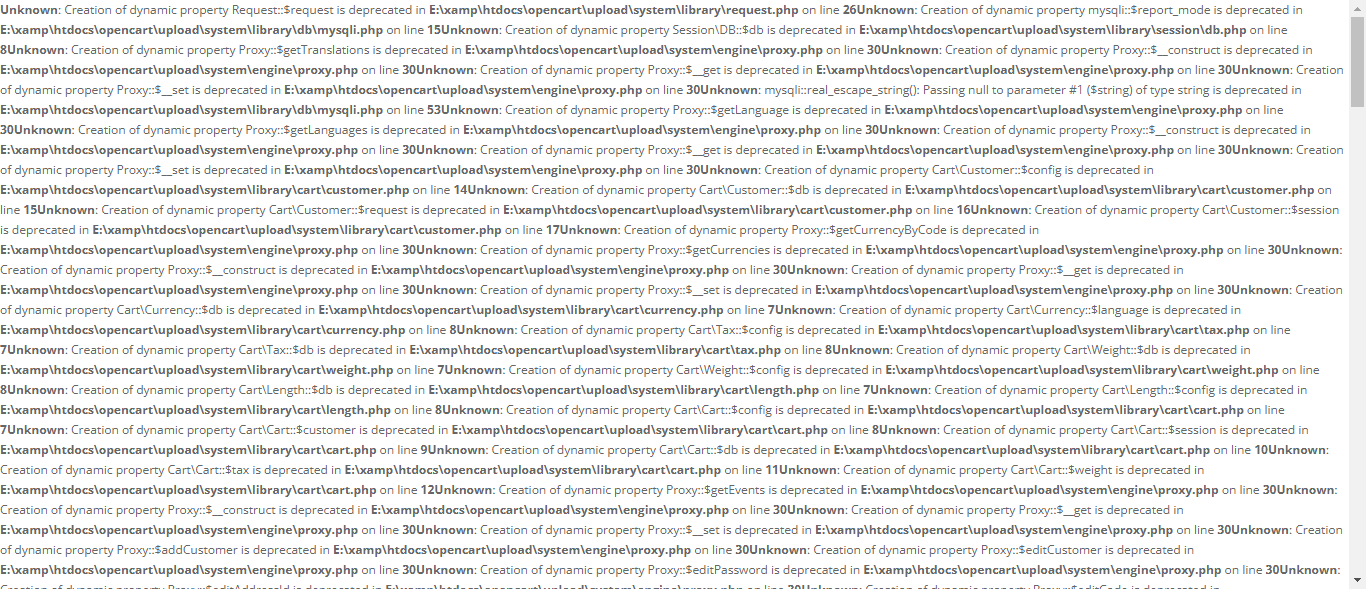 Unknown: Creation of dynamic property Request::$request is deprecated in E:\xamp\htdocs\opencart\upload\system\library\request.php on line 26Unknown: Creation of dynamic property mysqli::$report_mode is deprecated in
E:\xamp\htdocs\opencart\upload\system\library\db\mysqli.php on line 15Unknown: Creation of dynamic property Session\DB::$db is deprecated in E:\xamp\htdocs\opencart\upload\system\library\session\db.php on line
8Unknown: Creation of dynamic property Proxy::$getTranslations is deprecated in E:\xamp\htdocs\opencart\upload\system\engine\proxy.php on line 30Unknown: Creation of dynamic property Proxy::$__construct is deprecated in
E:\xamp\htdocs\opencart\upload\system\engine\proxy.php on line 30Unknown: Creation of dynamic property Proxy::$__get is deprecated in E:\xamp\htdocs\opencart\upload\system\engine\proxy.php on line 30Unknown: Creation
of dynamic property Proxy::$__set is deprecated in E:\xamp\htdocs\opencart\upload\system\engine\proxy.php on line 30Unknown: mysqli::real_escape_string(): Passing null to parameter #1 ($string) of type string is deprecated in
E:\xamp\htdocs\opencart\upload\system\library\db\mysqli.php on line 53Unknown: Creation of dynamic property Proxy::$getLanguage is deprecated in E:\xamp\htdocs\opencart\upload\system\engine\proxy.php on line
30Unknown: Creation of dynamic property Proxy::$getLanguages is deprecated in E:\xamp\htdocs\opencart\upload\system\engine\proxy.php on line 30Unknown: Creation of dynamic property Proxy::$__construct is deprecated in
E:\xamp\htdocs\opencart\upload\system\engine\proxy.php on line 30Unknown: Creation of dynamic property Proxy::$__get is deprecated in E:\xamp\htdocs\opencart\upload\system\engine\proxy.php on line 30Unknown: Creation
of dynamic property Proxy::$__set is deprecated in E:\xamp\htdocs\opencart\upload\system\engine\proxy.php on line 30Unknown: Creation of dynamic property Cart\Customer::$config is deprecated in
E:\xamp\htdocs\opencart\upload\system\library\cart\customer.php on line 14Unknown: Creation of dynamic property Cart\Customer::$db is deprecated in E:\xamp\htdocs\opencart\upload\system\library\cart\customer.php on
line 15Unknown: Creation of dynamic property Cart\Customer::$request is deprecated in E:\xamp\htdocs\opencart\upload\system\library\cart\customer.php on line 16Unknown: Creation of dynamic property Cart\Customer::$session
is deprecated in E:\xamp\htdocs\opencart\upload\system\library\cart\customer.php on line 17Unknown: Creation of dynamic property Proxy::$getCurrencyByCode is deprecated in
E:\xamp\htdocs\opencart\upload\system\engine\proxy.php on line 30Unknown: Creation of dynamic property Proxy::$getCurrencies is deprecated in E:\xamp\htdocs\opencart\upload\system\engine\proxy.php on line 30Unknown:
Creation of dynamic property Proxy::$__construct is deprecated in E:\xamp\htdocs\opencart\upload\system\engine\proxy.php on line 30Unknown: Creation of dynamic property Proxy::$__get is deprecated in
E:\xamp\htdocs\opencart\upload\system\engine\proxy.php on line 30Unknown: Creation of dynamic property Proxy::$__set is deprecated in E:\xamp\htdocs\opencart\upload\system\engine\proxy.php on line 30Unknown: Creation
of dynamic property Cart\Currency::$db is deprecated in E:\xamp\htdocs\opencart\upload\system\library\cart\currency.php on line 7Unknown: Creation of dynamic property Cart\Currency::$language is deprecated in
E:\xamp\htdocs\opencart\upload\system\library\cart\currency.php on line 8Unknown: Creation of dynamic property Cart\Tax::$config is deprecated in E:\xamp\htdocs\opencart\upload\system\library\cart\tax.php on line
7Unknown: Creation of dynamic property Cart\Tax::$db is deprecated in E:\xamp\htdocs\opencart\upload\system\library\cart\tax.php on line 8Unknown: Creation of dynamic property Cart\Weight::$db is deprecated in
E:\xamp\htdocs\opencart\upload\system\library\cart\weight.php on line 7Unknown: Creation of dynamic property Cart\Weight::$config is deprecated in E:\xamp\htdocs\opencart\upload\system\library\cart\weight.php on line
8Unknown: Creation of dynamic property Cart\Length::$db is deprecated in E:\xamp\htdocs\opencart\upload\system\library\cart\length.php on line 7Unknown: Creation of dynamic property Cart\Length::$config is deprecated in
E:\xamp\htdocs\opencart\upload\system\library\cart\length.php on line 8Unknown: Creation of dynamic property Cart\Cart::$config is deprecated in E:\xamp\htdocs\opencart\upload\system\library\cart\cart.php on line
7Unknown: Creation of dynamic property Cart\Cart::$customer is deprecated in E:\xamp\htdocs\opencart\upload\system\library\cart\cart.php on line 8Unknown: Creation of dynamic property Cart\Cart::$session is deprecated in
E:\xamp\htdocs\opencart\upload\system\library\cart\cart.php on line 9Unknown: Creation of dynamic property Cart\Cart::$db is deprecated in E:\xamp\htdocs\opencart\upload\system\library\cart\cart.php on line 10Unknown:
Creation of dynamic property Cart\Cart::$tax is deprecated in E:\xamp\htdocs\opencart\upload\system\library\cart\cart.php on line 11Unknown: Creation of dynamic property Cart\Cart::$weight is deprecated in
E:\xamp\htdocs\opencart\upload\system\library\cart\cart.php on line 12Unknown: Creation of dynamic property Proxy::$getEvents is deprecated in E:\xamp\htdocs\opencart\upload\system\engine\proxy.php on line 30Unknown:
Creation of dynamic property Proxy::$__construct is deprecated in E:\xamp\htdocs\opencart\upload\system\engine\proxy.php on line 30Unknown: Creation of dynamic property Proxy::$__get is deprecated in
E:\xamp\htdocs\opencart\upload\system\engine\proxy.php on line 30Unknown: Creation of dynamic property Proxy::$__set is deprecated in E:\xamp\htdocs\opencart\upload\system\engine\proxy.php on line 30Unknown: Creation
of dynamic property Proxy::$addCustomer is deprecated in E:\xamp\htdocs\opencart\upload\system\engine\proxy.php on line 30Unknown: Creation of dynamic property Proxy::$editCustomer is deprecated in
E:\xamp\htdocs\opencart\upload\system\engine\proxy.php on line 30Unknown: Creation of dynamic property Proxy::$editPassword is deprecated in E:\xamp\htdocs\opencart\upload\system\engine\proxy.php on line 30Unknown:
Creation of dynamic property Proxy::$editAddressId is deprecated in E:\xamp\htdocs\opencart\upload\system\engine\proxy.php on line 30Unknown: Creation of dynamic property Proxy::$editCode is deprecated in